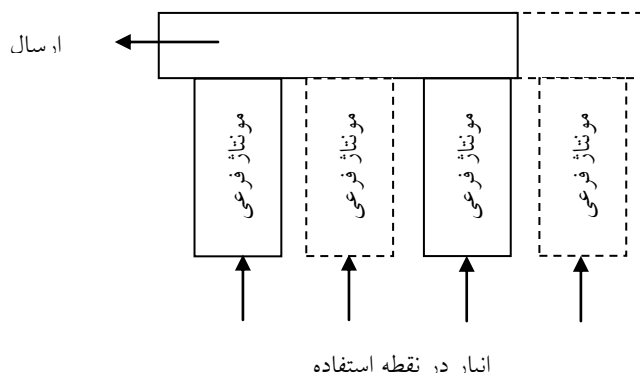 ارسال
مونتاژ فرعی
مونتاژ فرعی
مونتاژ فرعی
مونتاژ فرعی
انبار در نقطه استفاده